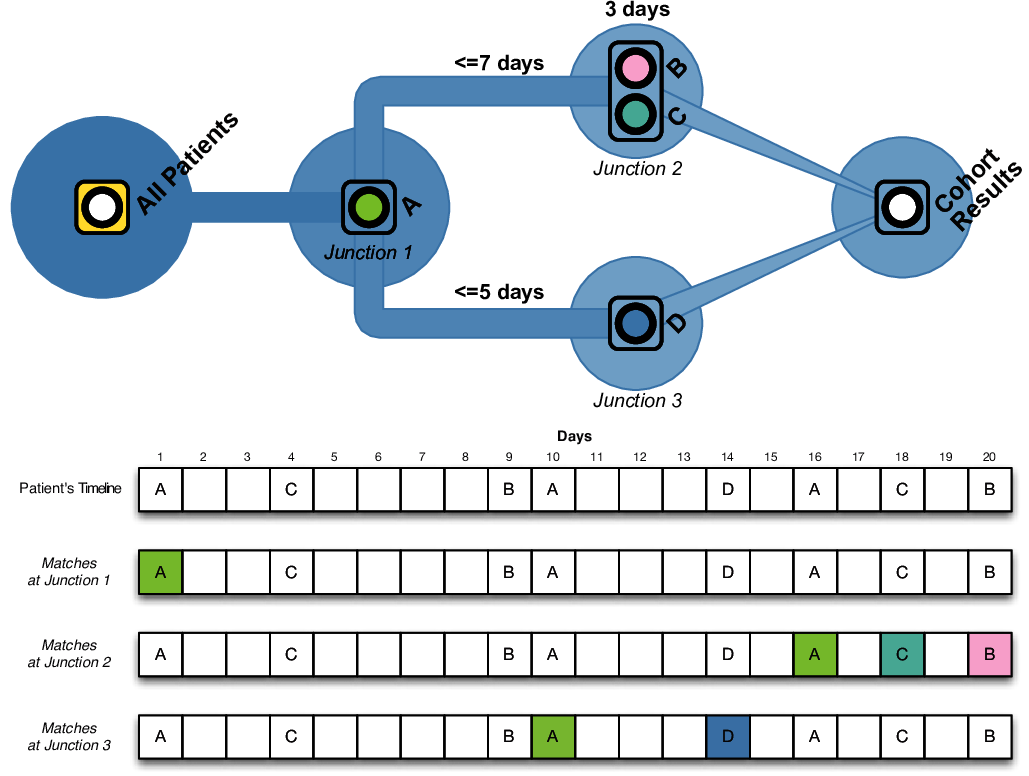 3 days
<=7 days
B
C
Junction 2
All Patients
A
Junction 1
Cohort
Results
<=5 days
D
Junction 3
Days
1 2 3 4 5 6 7 8 9 10 11 12 13 14 15 16 17 18 19 20
Patient's Timeline A C B A D A C B
Matches
at Junction 1 A C B A D A C B
Matches
at Junction 2 A C B A D A C B
Matches
at Junction 3 A C B A D A C B